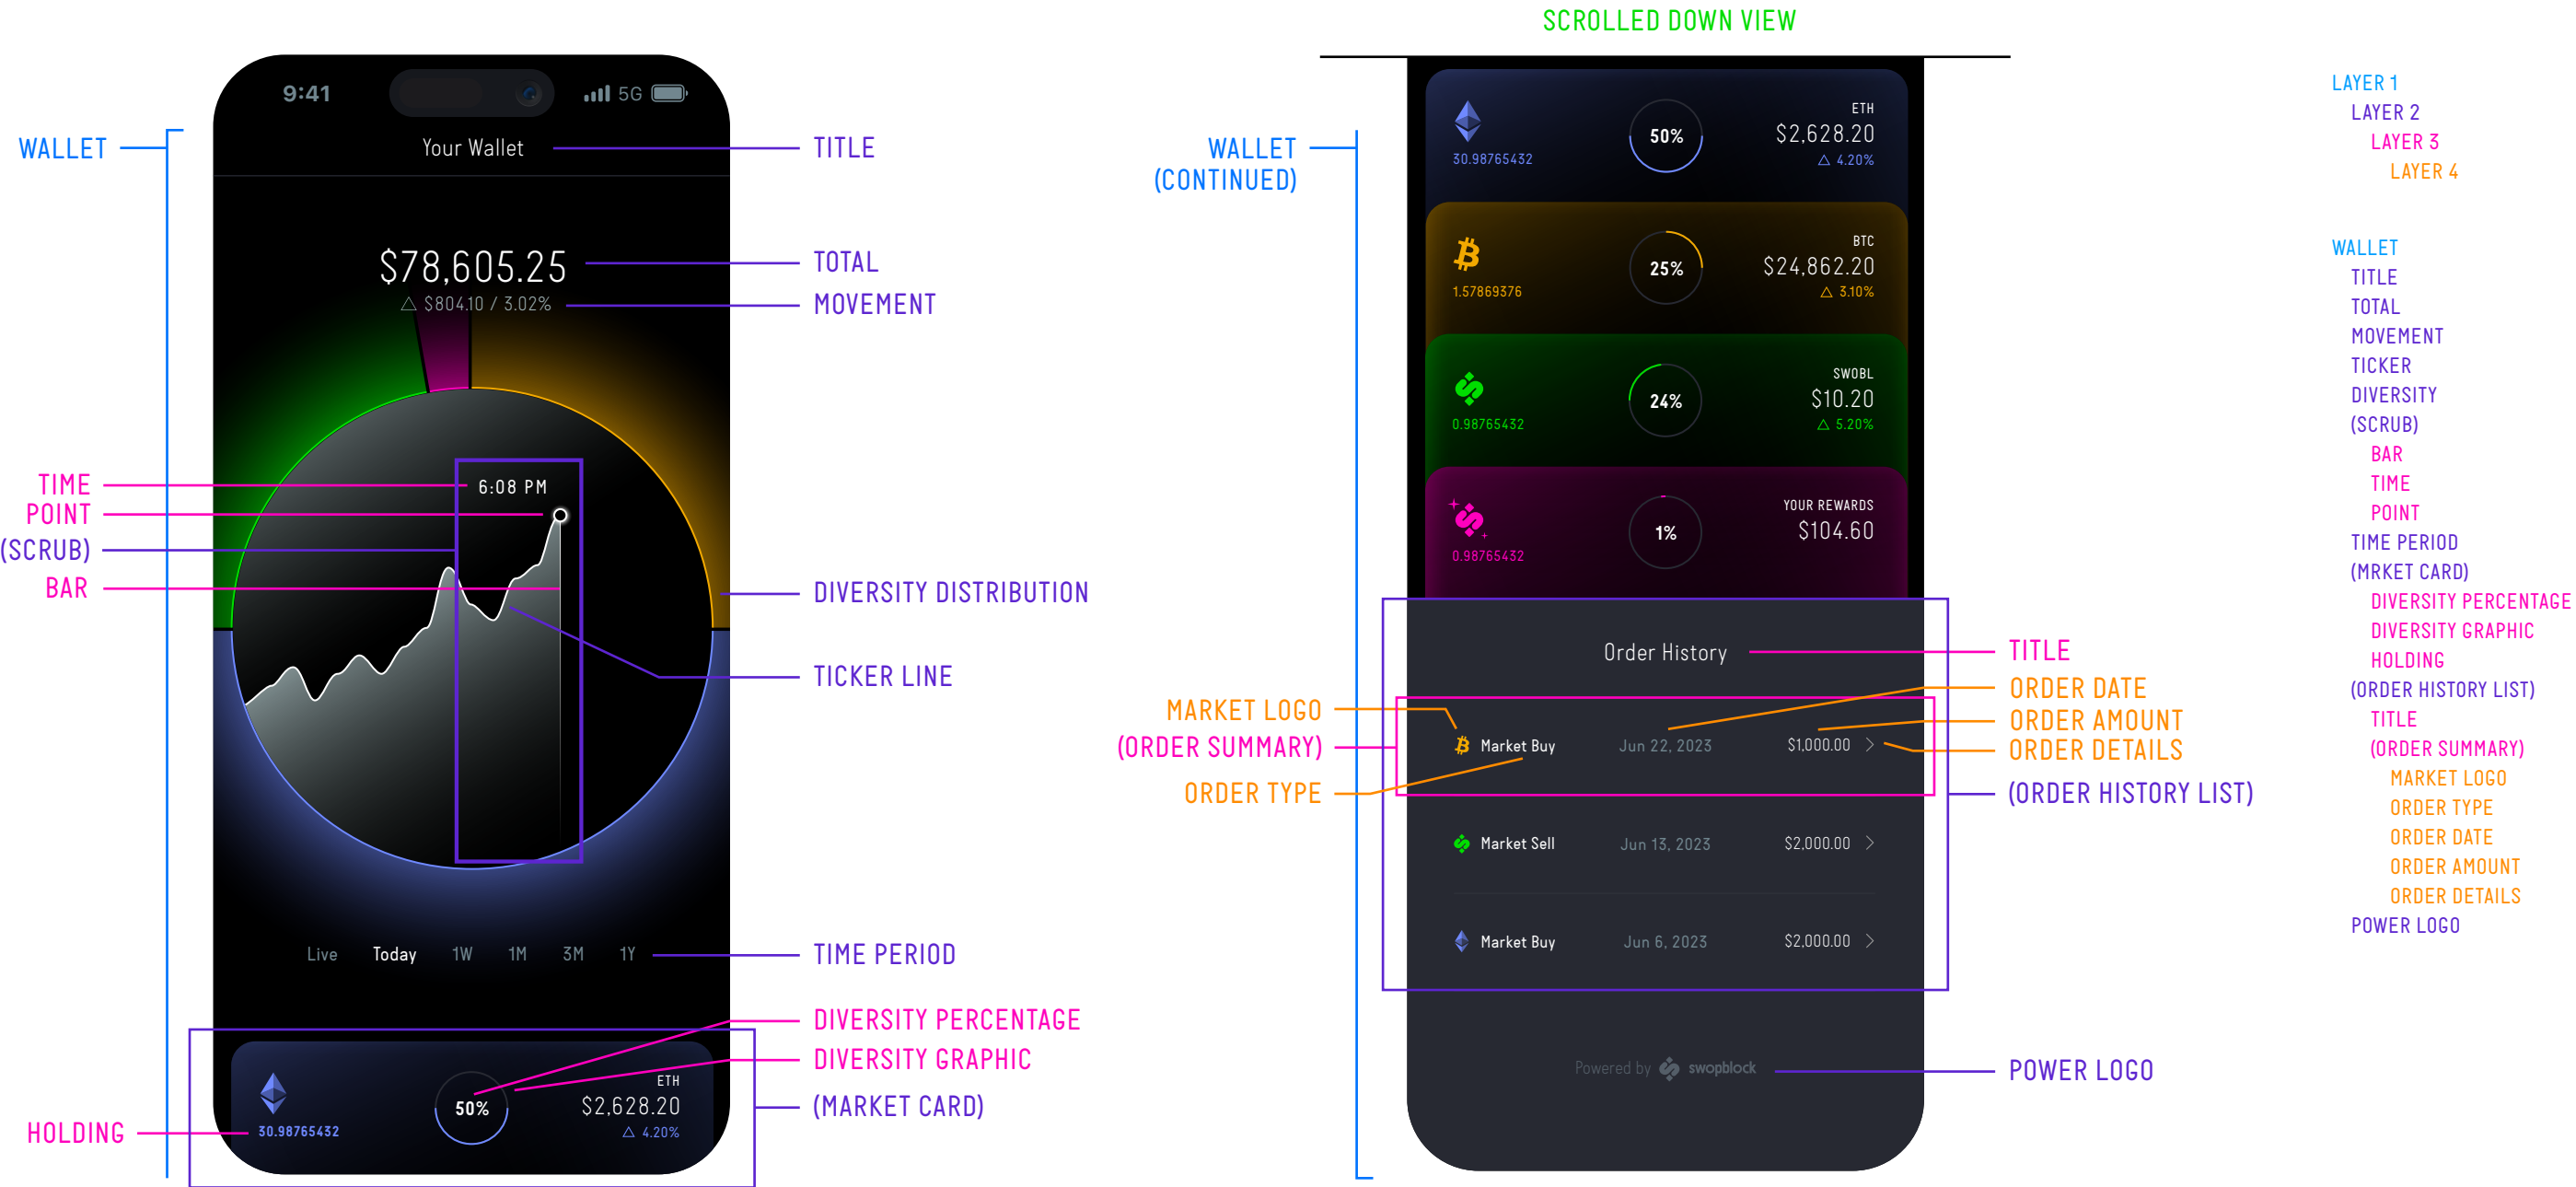 SCROLLED DOWN VIEW
9:41
5G
WALLET
Your Wallet
TITLE
$78,605.25
TOTAL
△ $804.10 / 3.02%
MOVEMENT
TIME
6:08 PM
POINT
(SCRUB)
BAR
DIVERSITY DISTRIBUTION
TICKER LINE
Live Today 1W 1M 3M 1Y
TIME PERIOD
DIVERSITY PERCENTAGE
DIVERSITY GRAPHIC
(MARKET CARD)
HOLDING
50%
ETH
$2,628.20
30.98765432
△ 4.20%
WALLET
(CONTINUED)
ETH
50%
$2,628.20
30.98765432
△ 4.20%
BTC
25%
$24,862.20
1.57869376
△ 3.10%
SWOBL
24%
$10.20
0.98765432
△ 5.20%
YOUR REWARDS
1%
$104.60
0.98765432
Order History
TITLE
MARKET LOGO
(ORDER SUMMARY)
ORDER TYPE
Market Buy Jun 22, 2023 $1,000.00 >
ORDER DATE
ORDER AMOUNT
ORDER DETAILS
(ORDER HISTORY LIST)
Market Sell Jun 13, 2023 $2,000.00 >
Market Buy Jun 6, 2023 $2,000.00 >
Powered by swopblock
POWER LOGO
LAYER 1
LAYER 2
LAYER 3
LAYER 4
WALLET
TITLE
TOTAL
MOVEMENT
TICKER
DIVERSITY
(SCRUB)
BAR
TIME
POINT
TIME PERIOD
(MRKET CARD)
DIVERSITY PERCENTAGE
DIVERSITY GRAPHIC
HOLDING
(ORDER HISTORY LIST)
TITLE
(ORDER SUMMARY)
MARKET LOGO
ORDER TYPE
ORDER DATE
ORDER AMOUNT
ORDER DETAILS
POWER LOGO